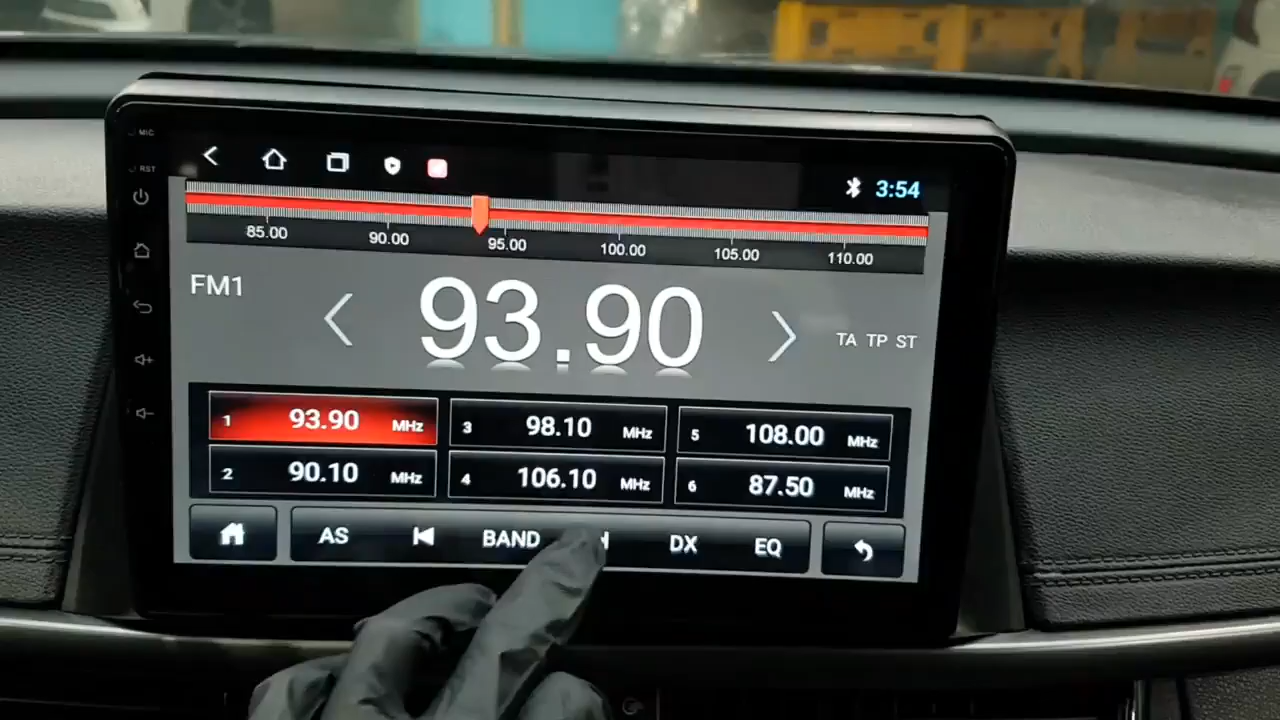 MIC
RST
3:54
85.00 90.00 95.00 100.00 105.00 110.00
FM1
93.90
TA TP ST
1 93.90 MHz 3 98.10 MHz 5 108.00 MHz
2 90.10 MHz 4 106.10 MHz 6 87.50 MHz
AS BAND DX EQ